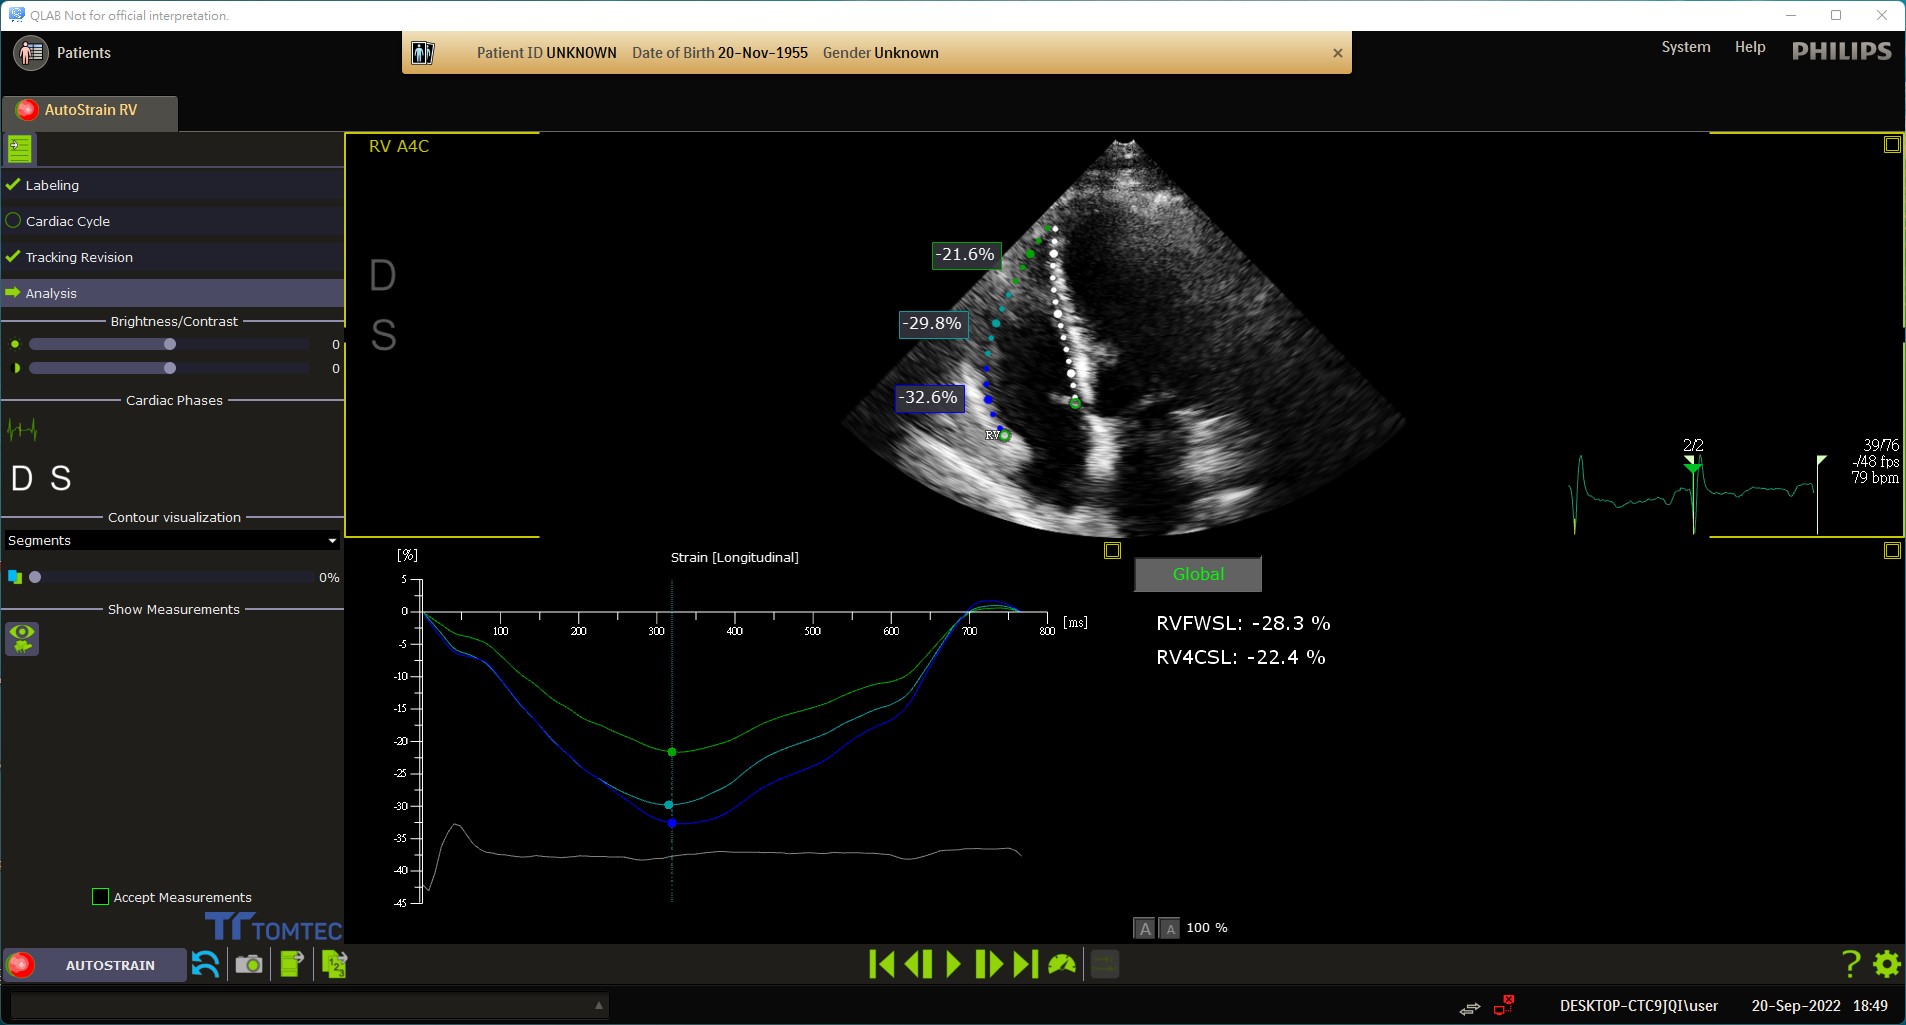 QLAB Not for official interpretation.
Patients
Patient ID UNKNOWN Date of Birth 20-Nov-1955 Gender Unknown
System Help PHILIPS
AutoStrain RV
Labeling
Cardiac Cycle
Tracking Revision
Analysis
Brightness/Contrast
0
0
Cardiac Phases
D S
Contour visualization
Segments
0%
Show Measurements
Accept Measurements
TOMTEC
RV A4C
D
S
-21.6%
-29.8%
-32.6%
RV
2/2
39/76
-/48 fps
79 bpm
[%]
Strain [Longitudinal]
5
0
-5
-10
-15
-20
-25
-30
-35
-40
-45
100 200 300 400 500 600 700 800 [ms]
Global
RVFWSL: -28.3 %
RV4CSL: -22.4 %
A A 100 %
AUTOSTRAIN
1 2 3
?
DESKTOP-CTC9JQI\user 20-Sep-2022 18:49